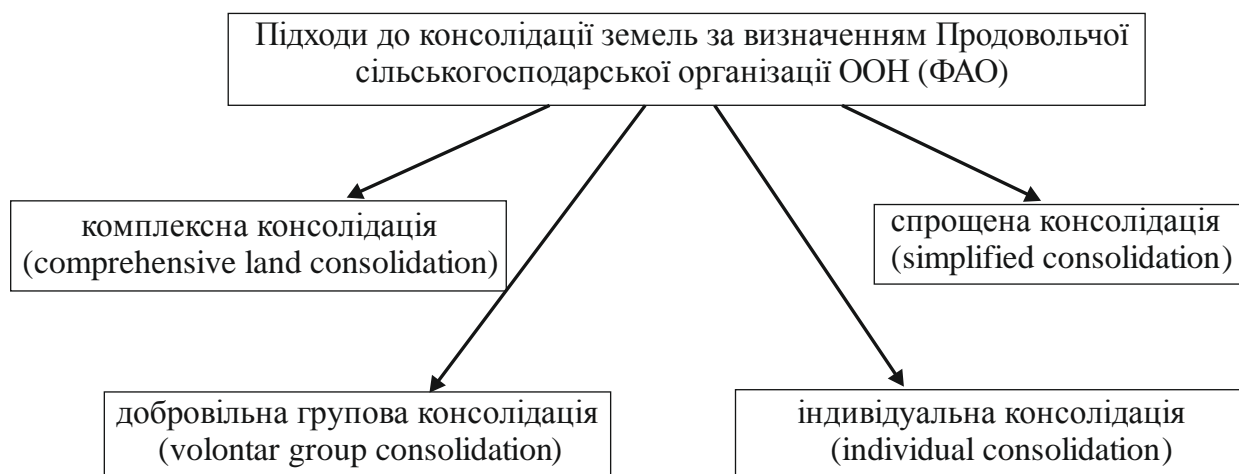 Підходи до консолідації земель за визначенням Продовольчої
сільськогосподарської організації ООН (ФАО)
комплексна консолідація
(comprehensive land consolidation)
спрощена консолідація
(simplified consolidation)
добровільна групова консолідація
(volontar group consolidation)
індивідуальна консолідація
(individual consolidation)